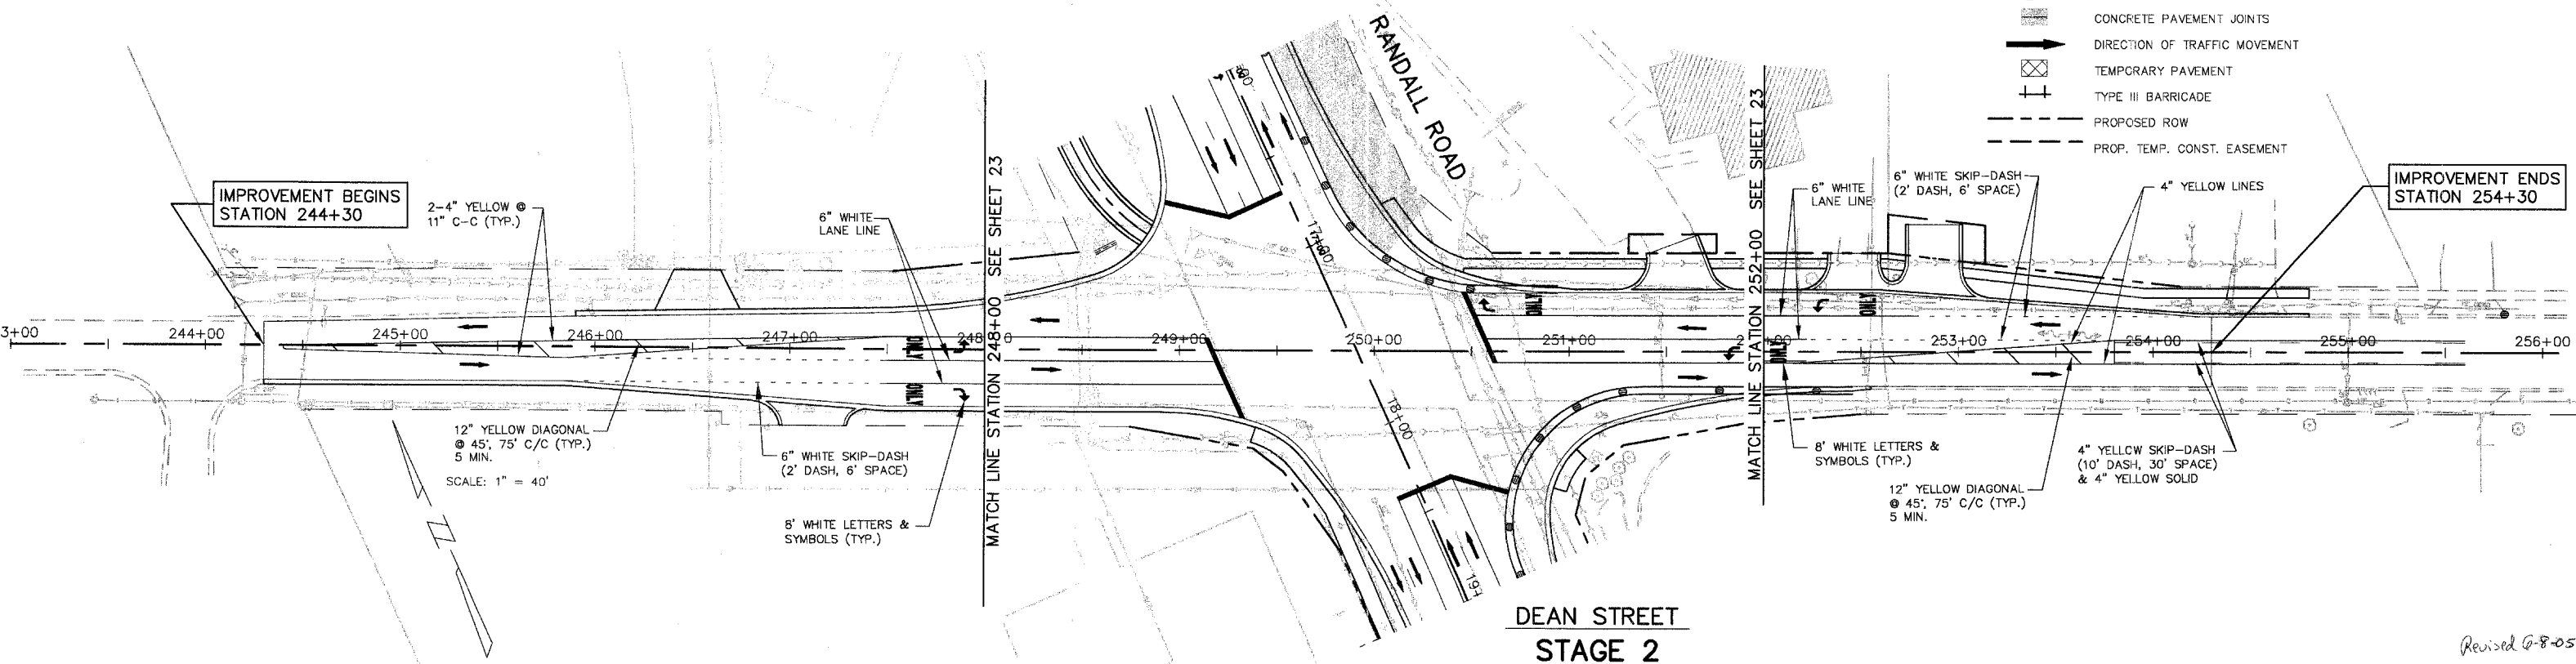 CONCRETE PAVEMENT JOINTS
DIRECTION OF TRAFFIC MOVEMENT
TEMPORARY PAVEMENT
TYPE III BARRICADE
PROPOSED ROW
PROP. TEMP. CONST. EASEMENT
RANDALL ROAD
IMPROVEMENT BEGINS
STATION 244+30
2-4" YELLOW @
11" C-C (TYP.)
6" WHITE
LANE LINE
MATCH LINE STATION 248+00 SEE SHEET 23
MATCH LINE STATION 252+00 SEE SHEET 23
6" WHITE
LANE LINE
6" WHITE SKIP-DASH
(2' DASH, 6' SPACE)
4" YELLOW LINES
IMPROVEMENT ENDS
STATION 254+30
3+00
244+00
245+00
246+00
247+00
249+00
250+00
251+00
253+00
254+00
255+00
256+00
18+00
ONLY
ONLY
ONLY
ONLY
ONLY
12" YELLOW DIAGONAL
@ 45°, 75' C/C (TYP.)
5 MIN.
SCALE: 1" = 40'
6" WHITE SKIP-DASH
(2' DASH, 6' SPACE)
8' WHITE LETTERS &
SYMBOLS (TYP.)
8' WHITE LETTERS &
SYMBOLS (TYP.)
12" YELLOW DIAGONAL
@ 45°, 75' C/C (TYP.)
5 MIN.
4" YELLOW SKIP-DASH
(10' DASH, 30' SPACE)
& 4" YELLOW SOLID
Z
DEAN STREET
STAGE 2
Revised 6-8-05